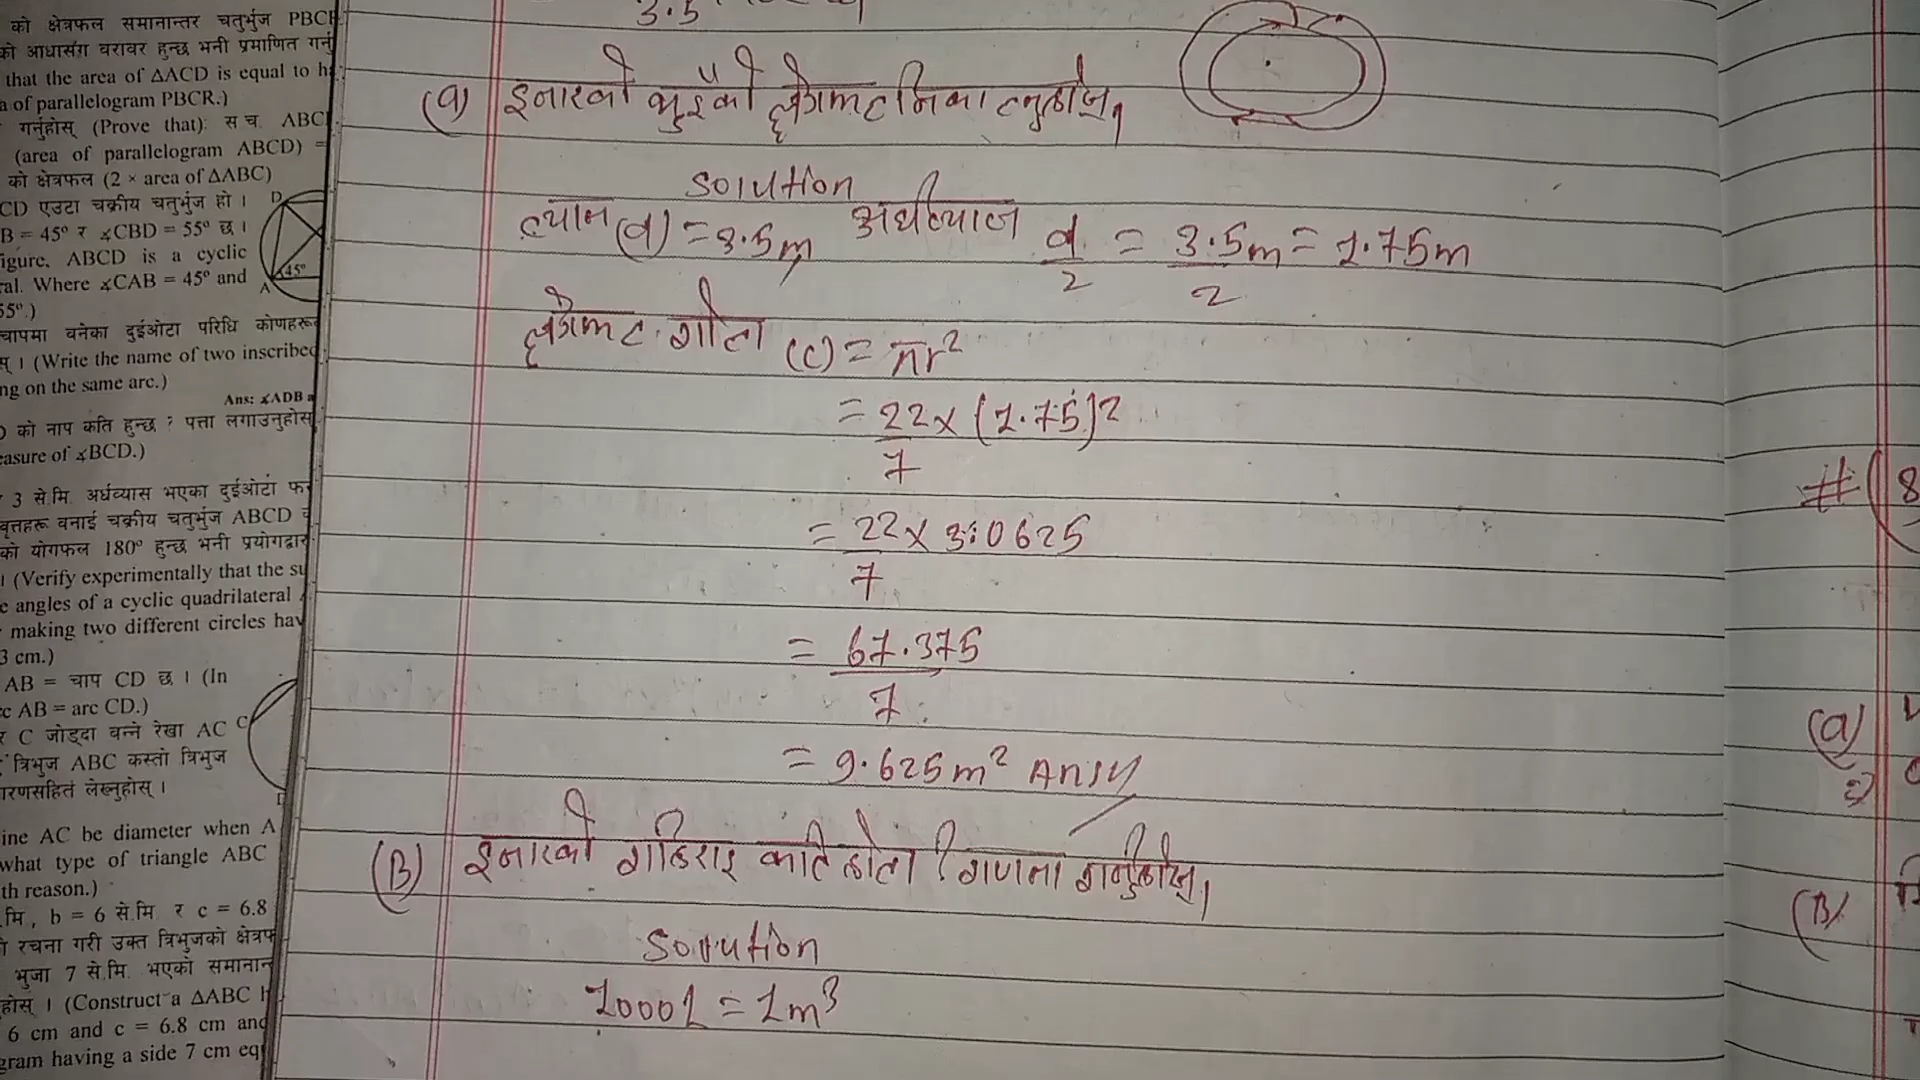 को क्षेत्रफल समानान्तर चतुर्भुज PBCR
को आधासँग वरावर हुन्छ भनी प्रमाणित गर्नु
that the area of ΔACD is equal to h
a of parallelogram PBCR.)
गर्नुहोस् (Prove that): स.च. ABC
(area of parallelogram ABCD) =
को क्षेत्रफल (2 × area of ΔABC)
CD एउटा चक्रीय चतुर्भुज हो । D
B = 45° र ∡CBD = 55° छ ।
igure, ABCD is a cyclic
ral. Where ∡CAB = 45° and A 45°
55°.)
चापमा वनेका दुईओटा परिधि कोणहरू
स् । (Write the name of two inscribed
ng on the same arc.)
Ans: ∡ADB a
को नाप कति हुन्छ ? पत्ता लगाउनुहोस्
easure of ∡BCD.)
3 से.मि. अर्धव्यास भएका दुईओटा फ
वृत्तहरू वनाई चक्रीय चतुर्भुज ABCD
को योगफल 180° हुन्छ भनी प्रयोगद्वार
। (Verify experimentally that the su
e angles of a cyclic quadrilateral
making two different circles hav
3 cm.)
AB = चाप CD छ । (In
c AB = arc CD.)
र C जोड्दा वन्ने रेखा AC C
त्रिभुज ABC कस्तो त्रिभुज
ारणसहित लेख्नुहोस् ।
ine AC be diameter when A
what type of triangle ABC
th reason.)
मि, b = 6 से.मि. र c = 6.8
रचना गरी उक्त त्रिभुजको क्षेत्रफ
भुजा 7 से.मि. भएको समानान
होस् । (Construct a ΔABC h
6 cm and c = 6.8 cm and
gram having a side 7 cm eq
3.5
(a) इनारको भुइँको क्षेत्रफल निकाल्नुहोस्।
solution
व्यास (d) = 3.5m अर्धव्यास d/2 = 3.5m/2 = 1.75m
क्षेत्रफल गोला (c) = πr²
= 22/7 × (1.75)2
= 22/7 × 3.0625
= 67.375/7
= 9.625m² Ans
(B) इनारको गहिराइ कति होला ? गणना गर्नुहोस्।
solution
1000l = 1m³
# (8
(a)
(B)